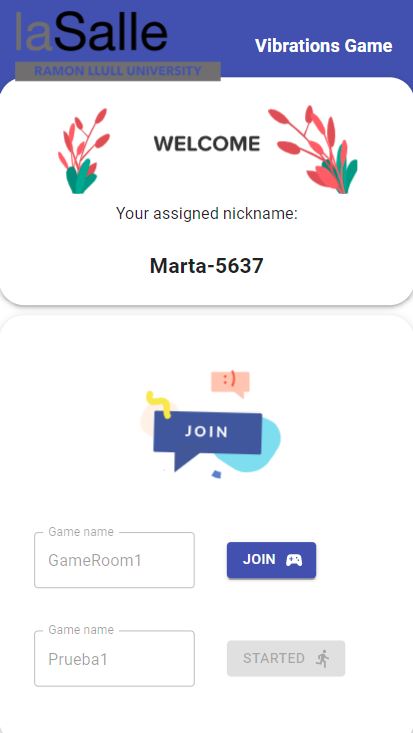 laSalle
RAMON LLULL UNIVERSITY
Vibrations Game
WELCOME
Your assigned nickname:
Marta-5637
:)
JOIN
Game name
GameRoom1
JOIN
Game name
Prueba1
STARTED